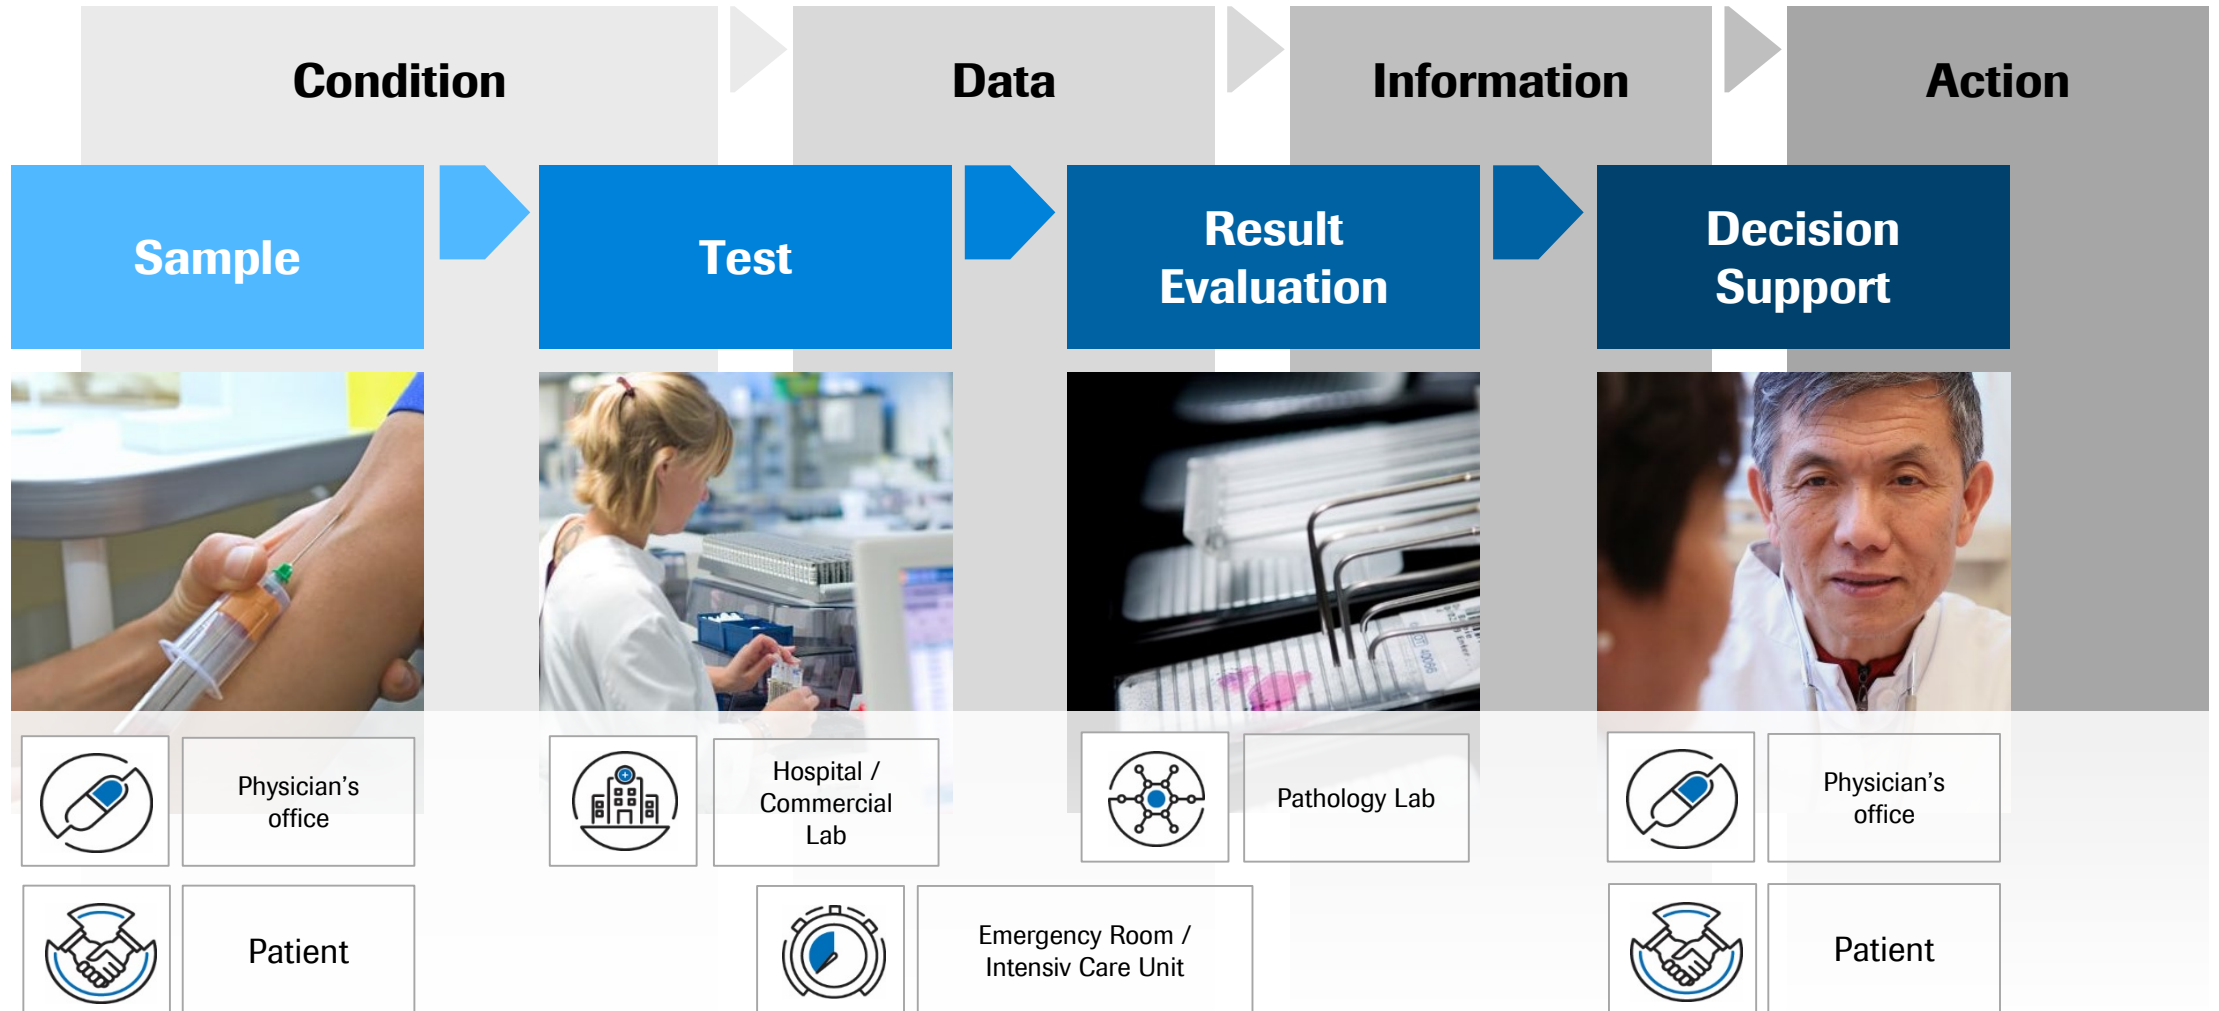 Condition
Data
Information
Action
Sample
Test
Result
Evaluation
Decision
Support
Physician's
office
Hospital /
Commercial
Lab
Pathology Lab
Physician's
office
Patient
Emergency Room /
Intensiv Care Unit
Patient